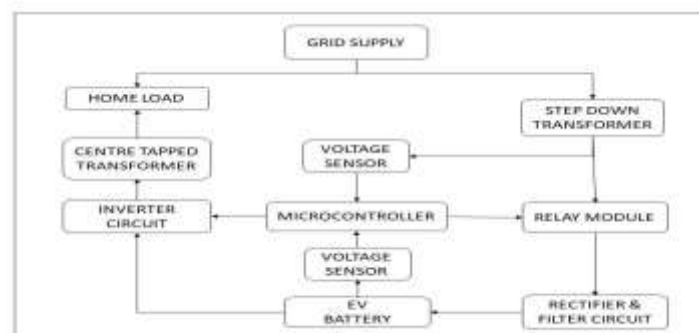 GRID SUPPLY
HOME LOAD
STEP DOWN
TRANSFORMER
CENTRE TAPPED
TRANSFORMER
VOLTAGE
SENSOR
INVERTER
CIRCUIT
MICROCONTROLLER
RELAY MODULE
VOLTAGE
SENSOR
EV
BATTERY
RECTIFIER &
FILTER CIRCUIT